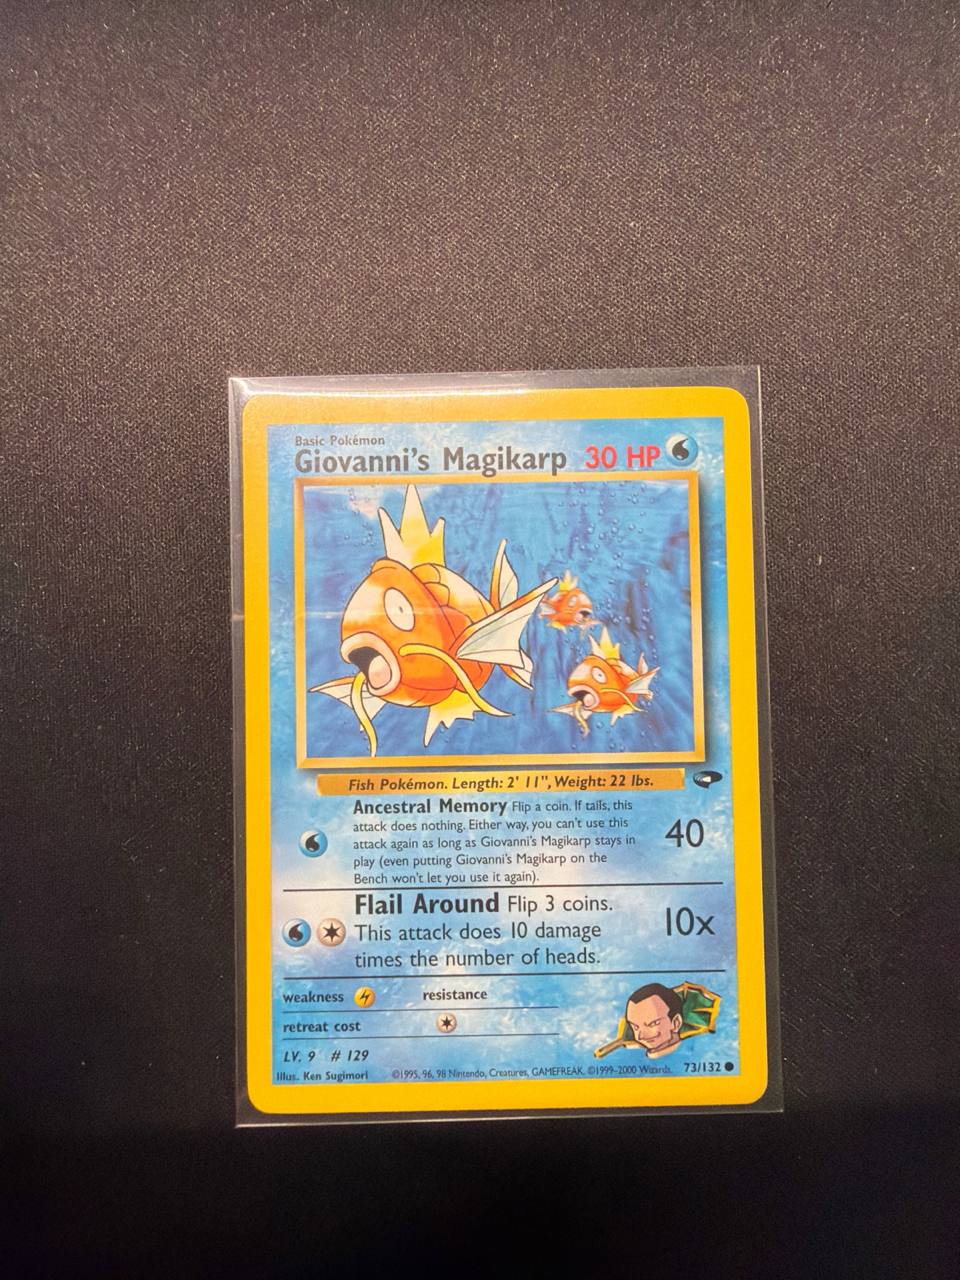 Basic Pokémon
Giovanni's Magikarp 30 HP
Fish Pokémon. Length: 2' 11", Weight: 22 lbs.
Ancestral Memory Flip a coin. If tails, this
attack does nothing. Either way, you can't use this
attack again as long as Giovanni's Magikarp stays in
play (even putting Giovanni's Magikarp on the
Bench won't let you use it again).
40
Flail Around Flip 3 coins.
This attack does 10 damage
times the number of heads.
10x
weakness resistance
retreat cost
LV. 9 # 129
Illus. Ken Sugimori ©1995, 96, 98 Nintendo, Creatures, GAMEFREAK. ©1999-2000 Wizards. 73/132